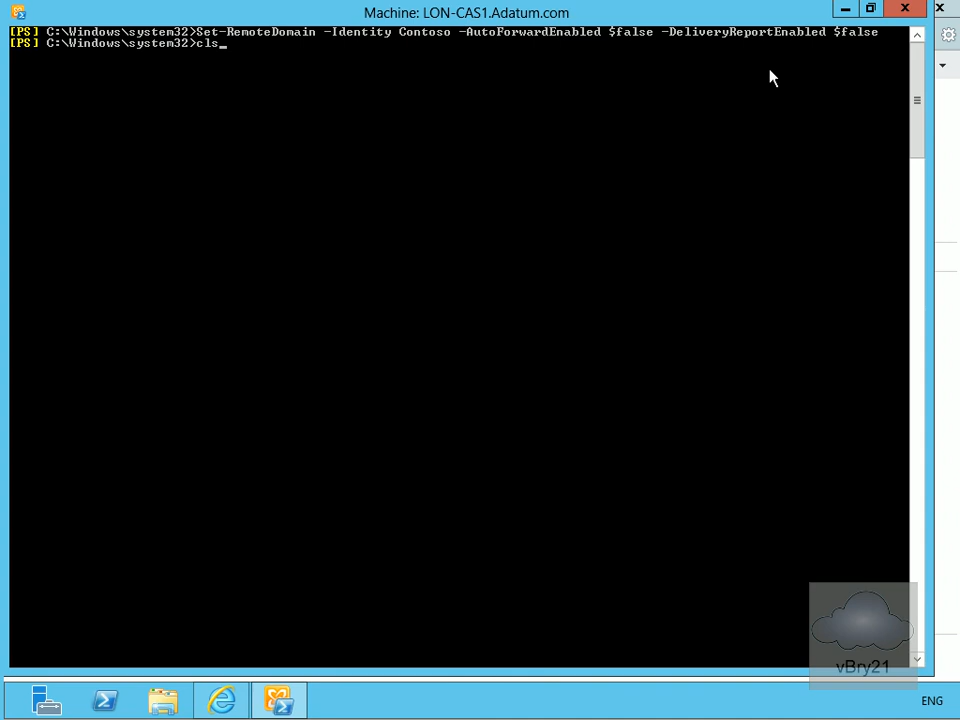 Machine: LON-CAS1.Adatum.com
[PS] C:\Windows\system32>Set-RemoteDomain -Identity Contoso -AutoForwardEnabled $false -DeliveryReportEnabled $false
[PS] C:\Windows\system32>cls_
vBry21
ENG